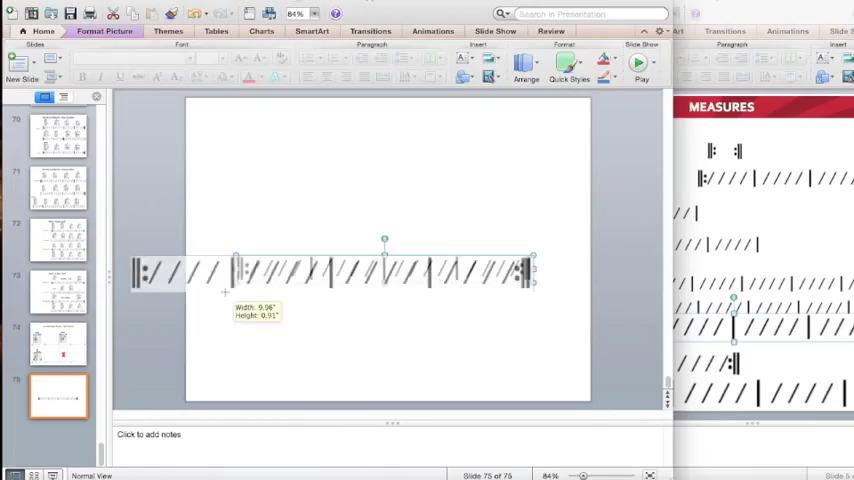 84%
Search in Presentation
Home
Format Picture
Themes
Tables
Charts
SmartArt
Transitions
Animations
Slide Show
Review
Transitions
Animations
Slides
Font
Paragraph
Insert
Format
Slide Show
New Slide
Arrange
Quick Styles
Play
MEASURES
70
71
72
73
74
75
Width: 9.96"
Height: 0.91"
Click to add notes
Normal View
Slide 75 of 75
84%